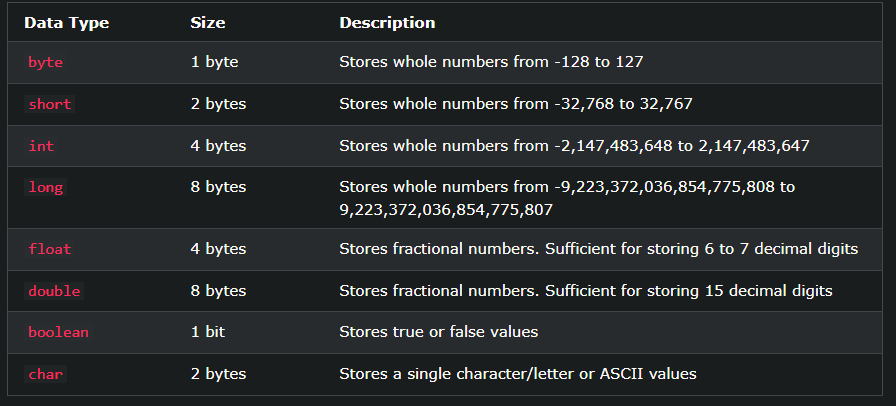 Data Type Size Description
byte 1 byte Stores whole numbers from -128 to 127
short 2 bytes Stores whole numbers from -32,768 to 32,767
int 4 bytes Stores whole numbers from -2,147,483,648 to 2,147,483,647
long 8 bytes Stores whole numbers from -9,223,372,036,854,775,808 to
9,223,372,036,854,775,807
float 4 bytes Stores fractional numbers. Sufficient for storing 6 to 7 decimal digits
double 8 bytes Stores fractional numbers. Sufficient for storing 15 decimal digits
boolean 1 bit Stores true or false values
char 2 bytes Stores a single character/letter or ASCII values